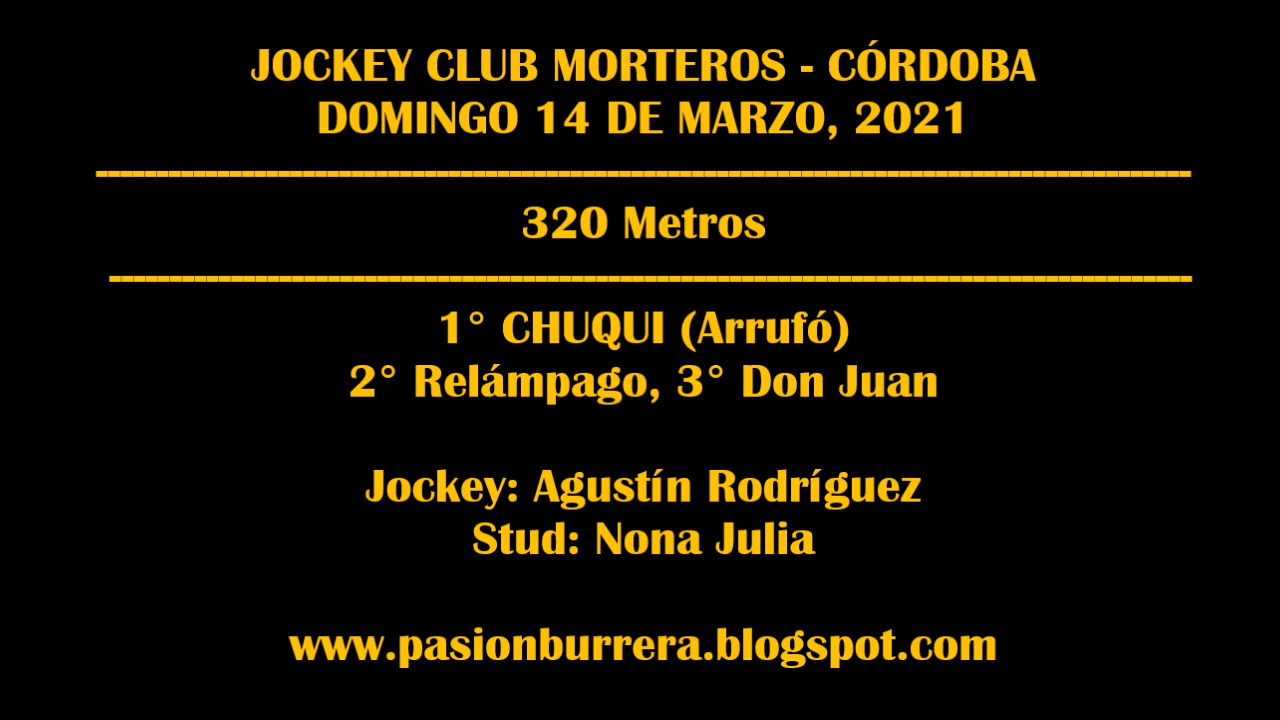 JOCKEY CLUB MORTEROS - CÓRDOBA
DOMINGO 14 DE MARZO, 2021
320 Metros
1° CHUQUI (Arrufó)
2° Relámpago, 3° Don Juan
Jockey: Agustín Rodríguez
Stud: Nona Julia
www.pasionburrera.blogspot.com